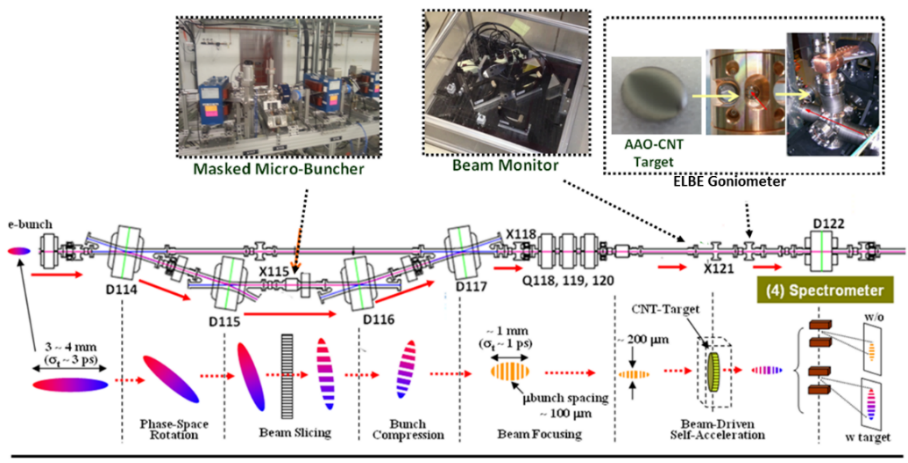 Masked Micro-Buncher
Beam Monitor
AAO-CNT
Target
ELBE Goniometer
e-bunch
D114
D115
X115
D116
D117
X118
Q118, 119, 120
X121
D122
(4) Spectrometer
3 ~ 4 mm
(σt ~ 3 ps)
Phase-Space
Rotation
Beam Slicing
Bunch
Compression
~ 1 mm
(σt ~ 1 ps)
μbunch spacing
~ 100 μm
Beam Focusing
~ 200 μm
CNT-Target
Beam-Driven
Self-Acceleration
w/o
w target